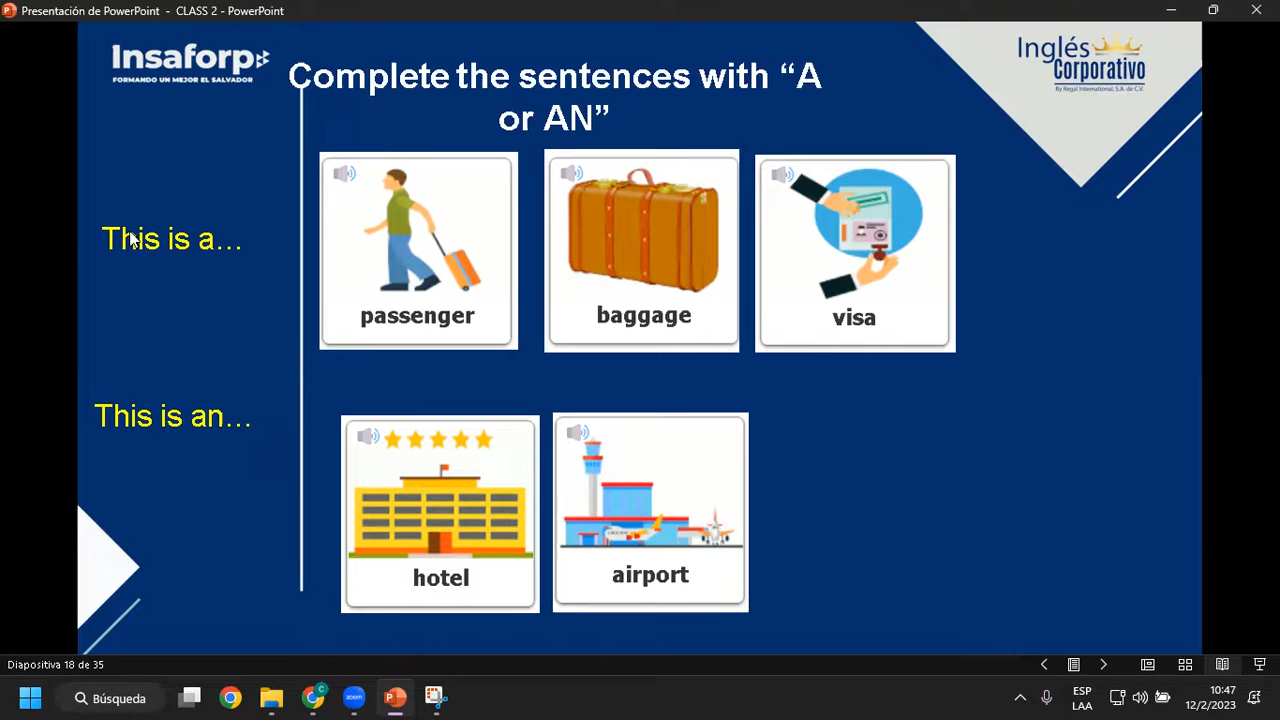 Presentación de PowerPoint - CLASS 2 - PowerPoint
Insaforp
FORMANDO UN MEJOR EL SALVADOR
Inglés
Corporativo
By Regal International, S.A. de C.V.
Complete the sentences with “A
or AN”
This is a...
passenger
baggage
visa
This is an...
hotel
airport
Diapositiva 18 de 35
Búsqueda
zoom
C
ESP
LAA
10:47
12/2/2023